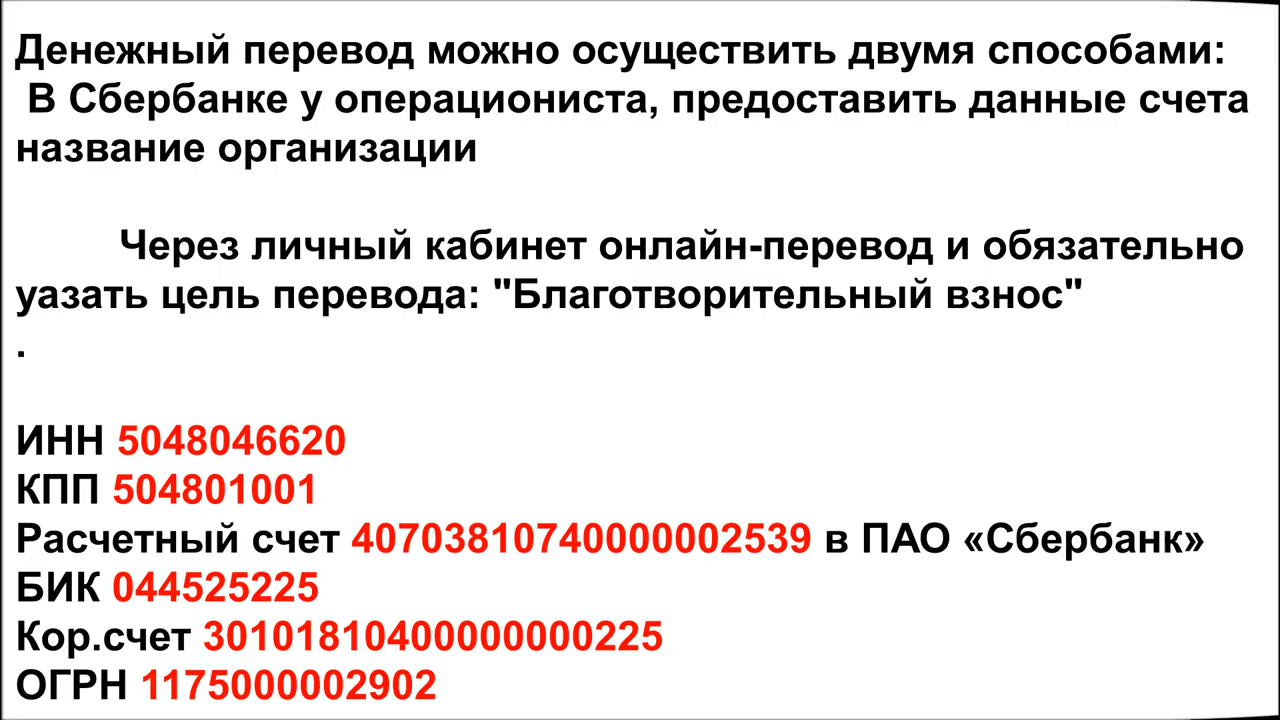 Денежный перевод можно осуществить двумя способами:
В Сбербанке у операциониста, предоставить данные счета
название организации
Через личный кабинет онлайн-перевод и обязательно
уазать цель перевода: "Благотворительный взнос"
.
ИНН 5048046620
КПП 504801001
Расчетный счет 40703810740000002539 в ПАО «Сбербанк»
БИК 044525225
Кор.счет 30101810400000000225
ОГРН 1175000002902